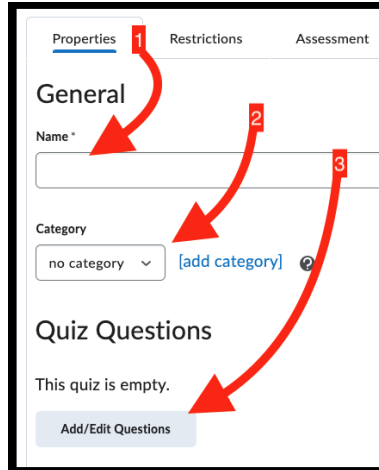 Properties 1 Restrictions Assessment
General
2
Name *
3
Category
no category [add category] ?
Quiz Questions
This quiz is empty.
Add/Edit Questions